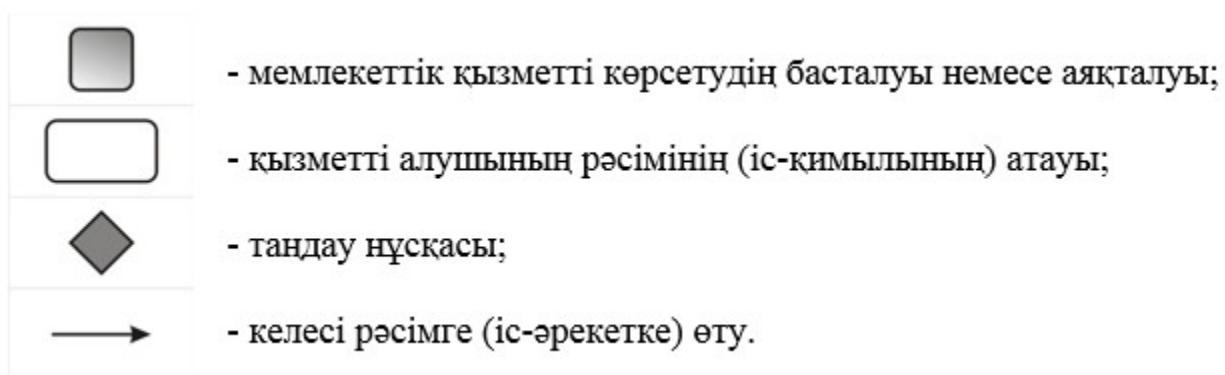 - мемлекеттік қызметті көрсетудің басталуы немесе аяқталуы;
- қызметті алушының рәсімінің (іс-қимылының) атауы;
- таңдау нұсқасы;
- келесі рәсімге (іс-әрекетке) өту.